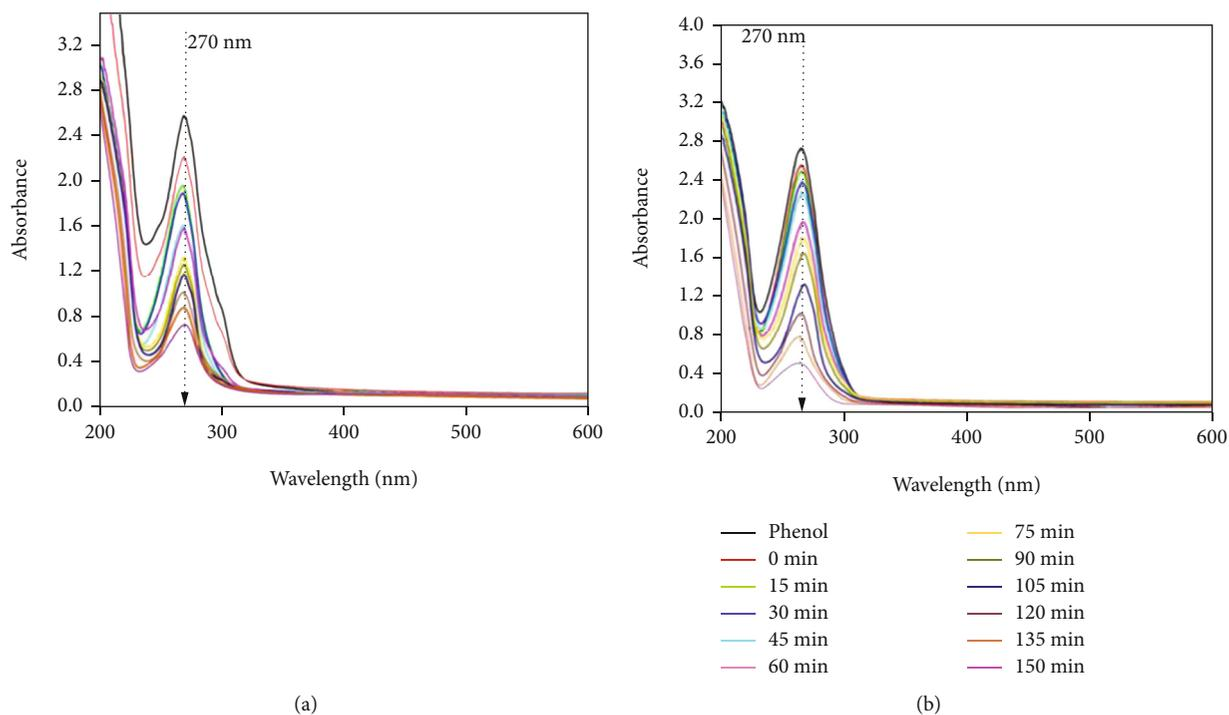 270 nm
3.2
2.8
2.4
2.0
1.6
1.2
0.8
0.4
0.0
Absorbance
200 300 400 500 600
Wavelength (nm)
(a)
270 nm
4.0
3.6
3.2
2.8
2.4
2.0
1.6
1.2
0.8
0.4
0.0
Absorbance
200 300 400 500 600
Wavelength (nm)
Phenol
0 min
15 min
30 min
45 min
60 min
75 min
90 min
105 min
120 min
135 min
150 min
(b)